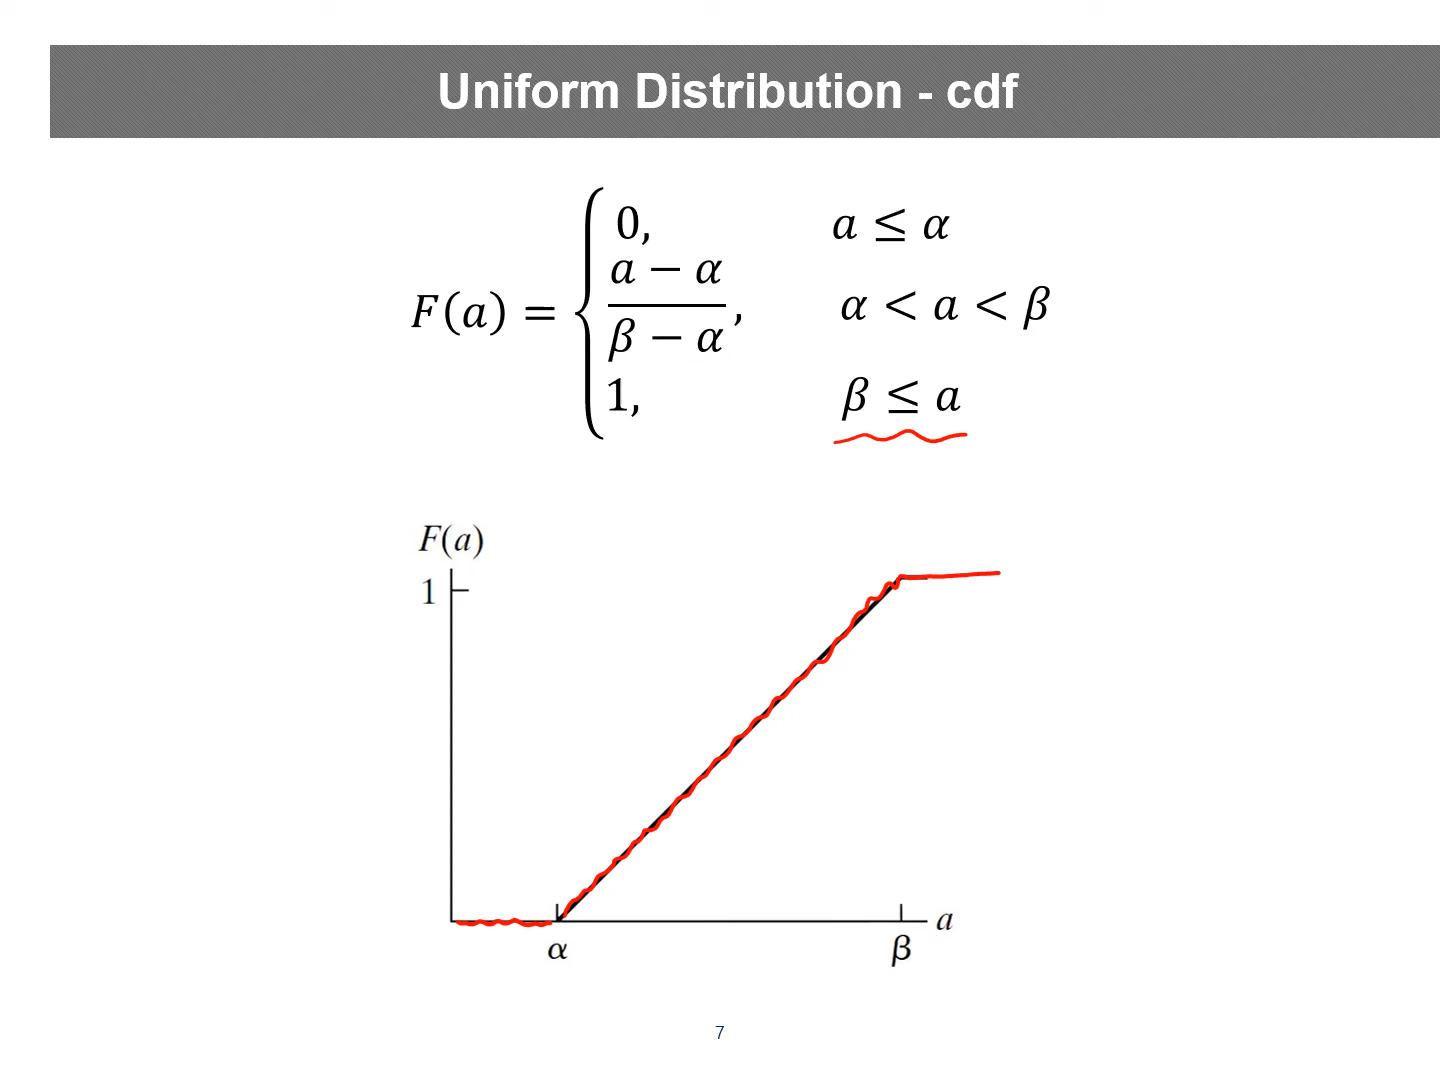 Uniform Distribution - cdf
0, a ≤ α
F(a) = { (a − α)/(β − α), α < a < β
1, β ≤ a
F(a)
1
a
α β
7